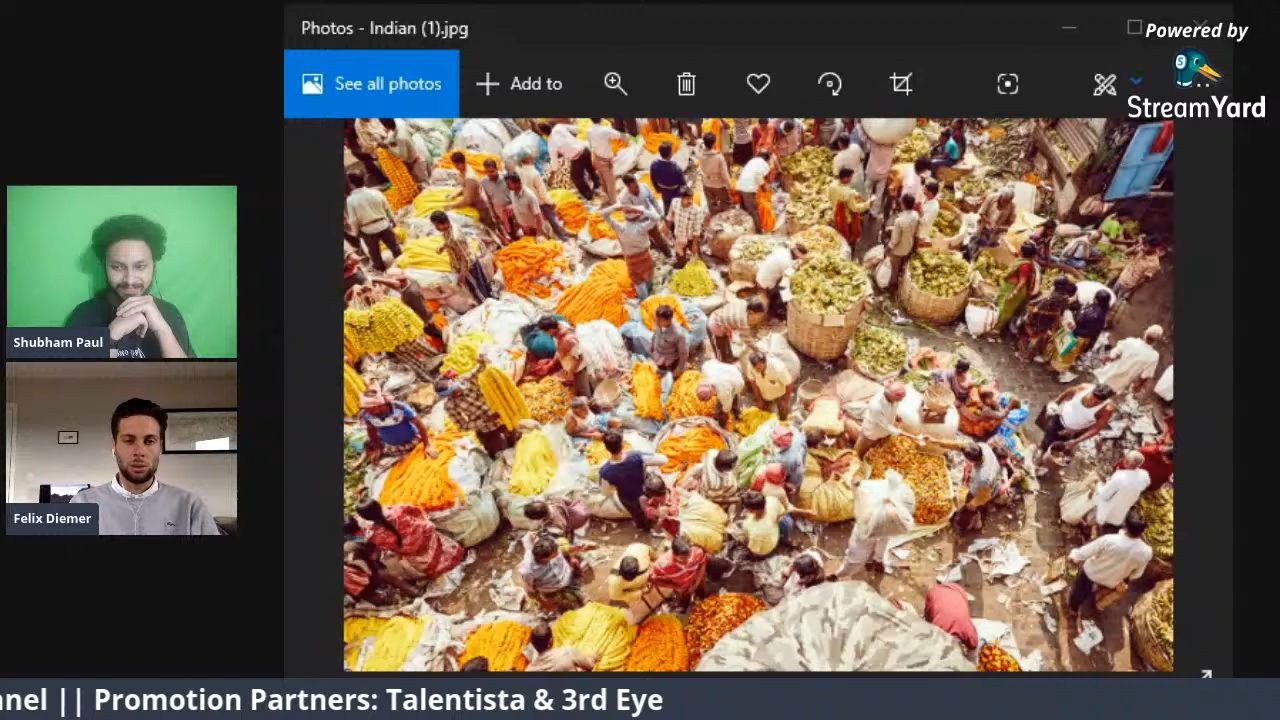 Photos - Indian (1).jpg
Powered by
See all photos
Add to
StreamYard
Shubham Paul
Felix Diemer
nel || Promotion Partners: Talentista & 3rd Eye